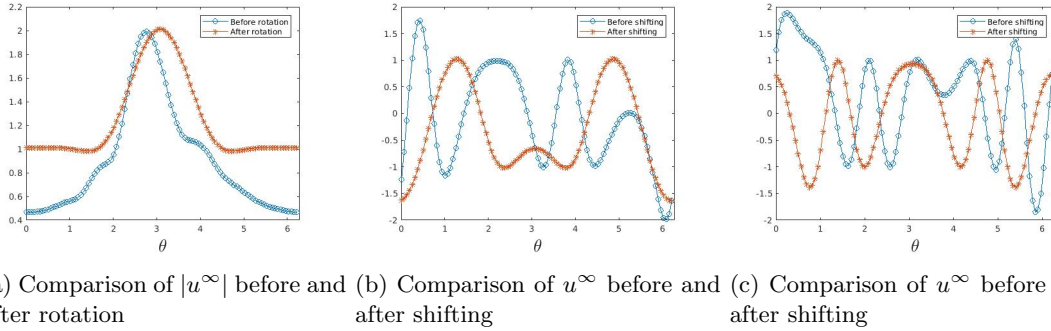 2.2
2
1.8
1.6
1.4
1.2
1
0.8
0.6
0.4
0 1 2 3 4 5 6
θ
Before rotation
After rotation
2
1.5
1
0.5
0
-0.5
-1
-1.5
-2
0 1 2 3 4 5 6
θ
Before shifting
After shifting
2
1.5
1
0.5
0
-0.5
-1
-1.5
-2
0 1 2 3 4 5 6
θ
Before shifting
After shifting
) Comparison of |u^∞| before and
fter rotation
(b) Comparison of u^∞ before and
after shifting
(c) Comparison of u^∞ before
after shifting